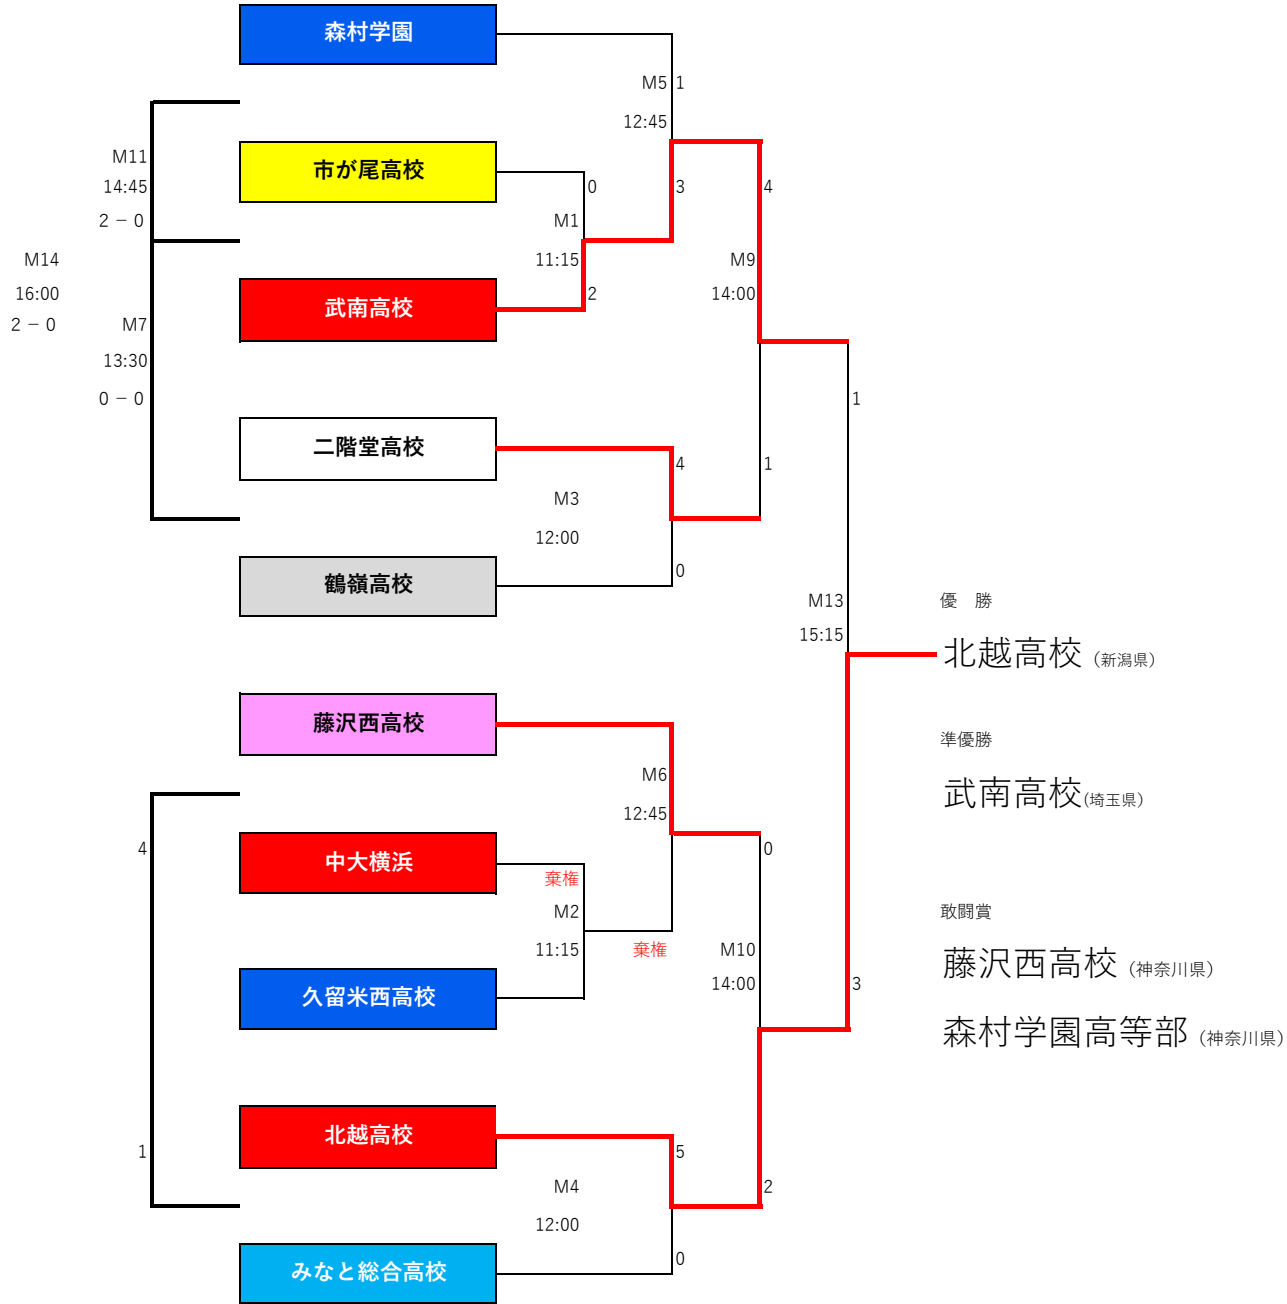 森村学園
M5 1
12:45
M11
市が尾高校
14:45
0
3
4
2 − 0
M1
M14
11:15
M9
16:00
武南高校
2
14:00
2 − 0
M7
13:30
0 − 0
1
二階堂高校
4
1
M3
12:00
鶴嶺高校
0
M13
優　勝
15:15
北越高校（新潟県）
藤沢西高校
準優勝
M6
武南高校(埼玉県）
12:45
4
中大横浜
0
棄権
M2
敢闘賞
11:15
棄権
M10
藤沢西高校（神奈川県）
久留米西高校
14:00
3
森村学園高等部（神奈川県）
北越高校
1
5
M4
2
12:00
みなと総合高校
0